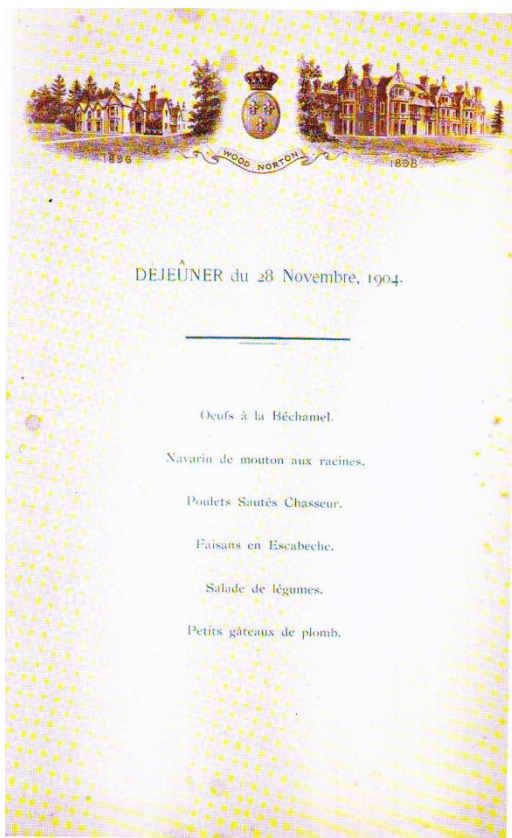 1896
WOOD NORTON
1898
DEJEÛNER du 28 Novembre, 1904.
Oeufs à la Béchamel.
Navarin de mouton aux racines.
Poulets Sautés Chasseur.
Faisans en Escabeche.
Salade de légumes.
Petits gâteaux de plomb.